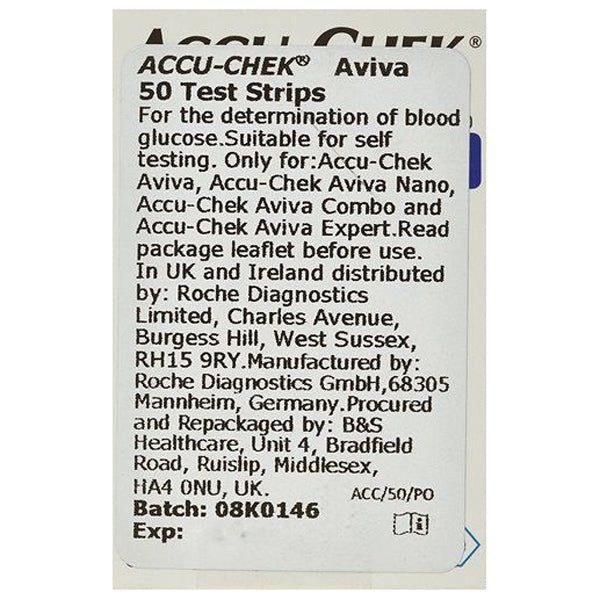 ACCU-CHEK®
ACCU-CHEK® Aviva
50 Test Strips
For the determination of blood
glucose.Suitable for self
testing. Only for:Accu-Chek
Aviva, Accu-Chek Aviva Nano,
Accu-Chek Aviva Combo and
Accu-Chek Aviva Expert.Read
package leaflet before use.
In UK and Ireland distributed
by: Roche Diagnostics
Limited, Charles Avenue,
Burgess Hill, West Sussex,
RH15 9RY.Manufactured by:
Roche Diagnostics GmbH,68305
Mannheim, Germany.Procured
and Repackaged by: B&S
Healthcare, Unit 4, Bradfield
Road, Ruislip, Middlesex,
HA4 0NU, UK.
ACC/50/PO
Batch: 08K0146
Exp: